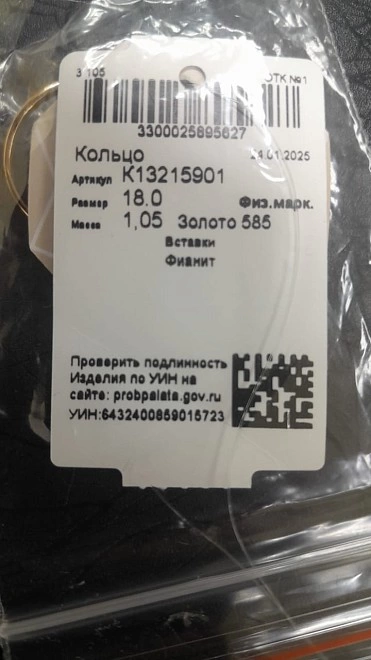 3 105 ОТК №1
3300025895627
Кольцо 24.01.2025
Артикул К13215901
Размер 18.0 Физ.марк.
Масса 1,05 Золото 585
Вставки
Фианит
Проверить подлинность
Изделия по УИН на
сайте: probpalata.gov.ru
УИН:6432400859015723